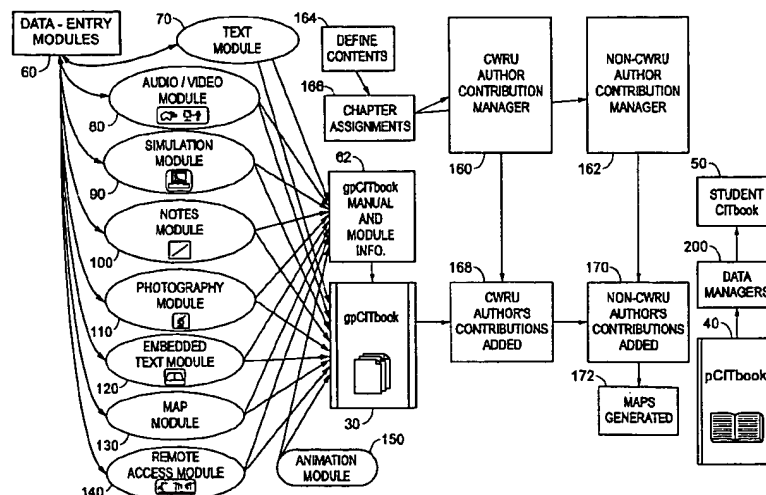 DATA - ENTRY
MODULES
60
70
TEXT
MODULE
AUDIO / VIDEO
MODULE
80
SIMULATION
MODULE
90
NOTES
MODULE
100
PHOTOGRAPHY
MODULE
110
EMBEDDED
TEXT MODULE
120
MAP
MODULE
130
REMOTE
ACCESS MODULE
140
164
DEFINE
CONTENTS
166
CHAPTER
ASSIGNMENTS
62
gpCITbook
MANUAL
AND
MODULE
INFO.
gpCITbook
30
ANIMATION
MODULE
150
CWRU
AUTHOR
CONTRIBUTION
MANAGER
160
NON-CWRU
AUTHOR
CONTRIBUTION
MANAGER
162
168
CWRU
AUTHOR'S
CONTRIBUTIONS
ADDED
170
NON-CWRU
AUTHOR'S
CONTRIBUTIONS
ADDED
172
MAPS
GENERATED
50
STUDENT
CITbook
200
DATA
MANAGERS
40
pCITbook